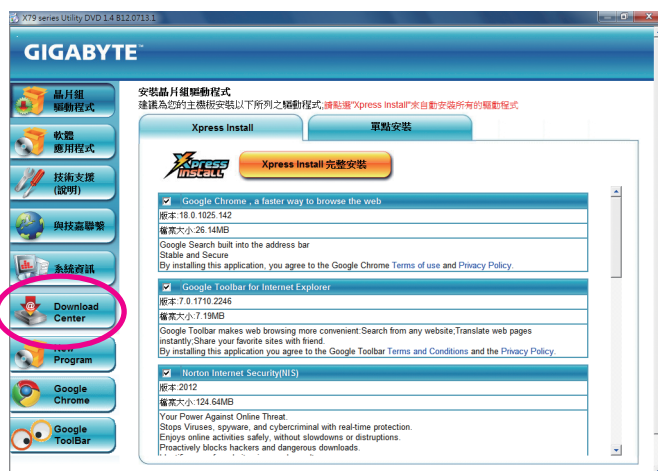 X79 series Utility DVD 1.4 B12.0713.1
GIGABYTE™
晶片組
驅動程式
軟體
應用程式
技術支援
(說明)
與技嘉聯繫
系統資訊
Download
Center
New
Program
Google
Chrome
Google
ToolBar
安裝晶片組驅動程式
建議為您的主機板安裝以下所列之驅動程式;請點選"Xpress Install"來自動安裝所有的驅動程式
Xpress Install
單點安裝
Xpress
INSTALL
Xpress Install 完整安裝
Google Chrome , a faster way to browse the web
版本:18.0.1025.142
檔案大小:26.14MB
Google Search built into the address bar
Stable and Secure
By installing this application, you agree to the Google Chrome Terms of use and Privacy Policy.
Google Toolbar for Internet Explorer
版本:7.0.1710.2246
檔案大小:7.19MB
Google Toolbar makes web browsing more convenient:Search from any website;Translate web pages
instantly;Share your favorite sites with friend.
By installing this application you agree to the Google Toolbar Terms and Conditions and the Privacy Policy.
Norton Internet Security(NIS)
版本:2012
檔案大小:124.64MB
Your Power Against Online Threat.
Stops Viruses, spyware, and cybercriminal with real-time protection.
Enjoys online activities safely, without slowdowns or distruptions.
Proactively blocks hackers and dangerous downloads.